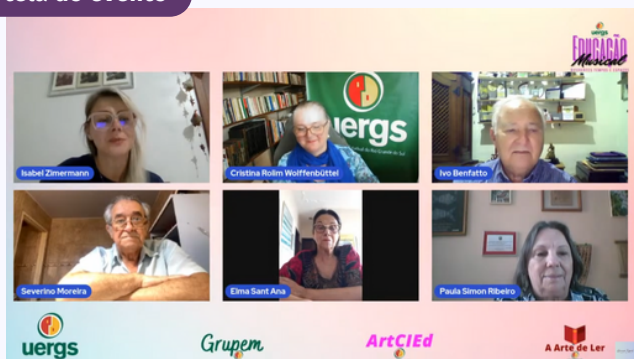 tela do evento
uergs
EDUCAÇÃO
Musical
uergs
Isabel Zimermann
Cristina Rolim Wolffenbüttel
Ivo Benfatto
Severino Moreira
Elma Sant Ana
Paula Simon Ribeiro
uergs
Grupem
ArtCIEd
A Arte de Ler